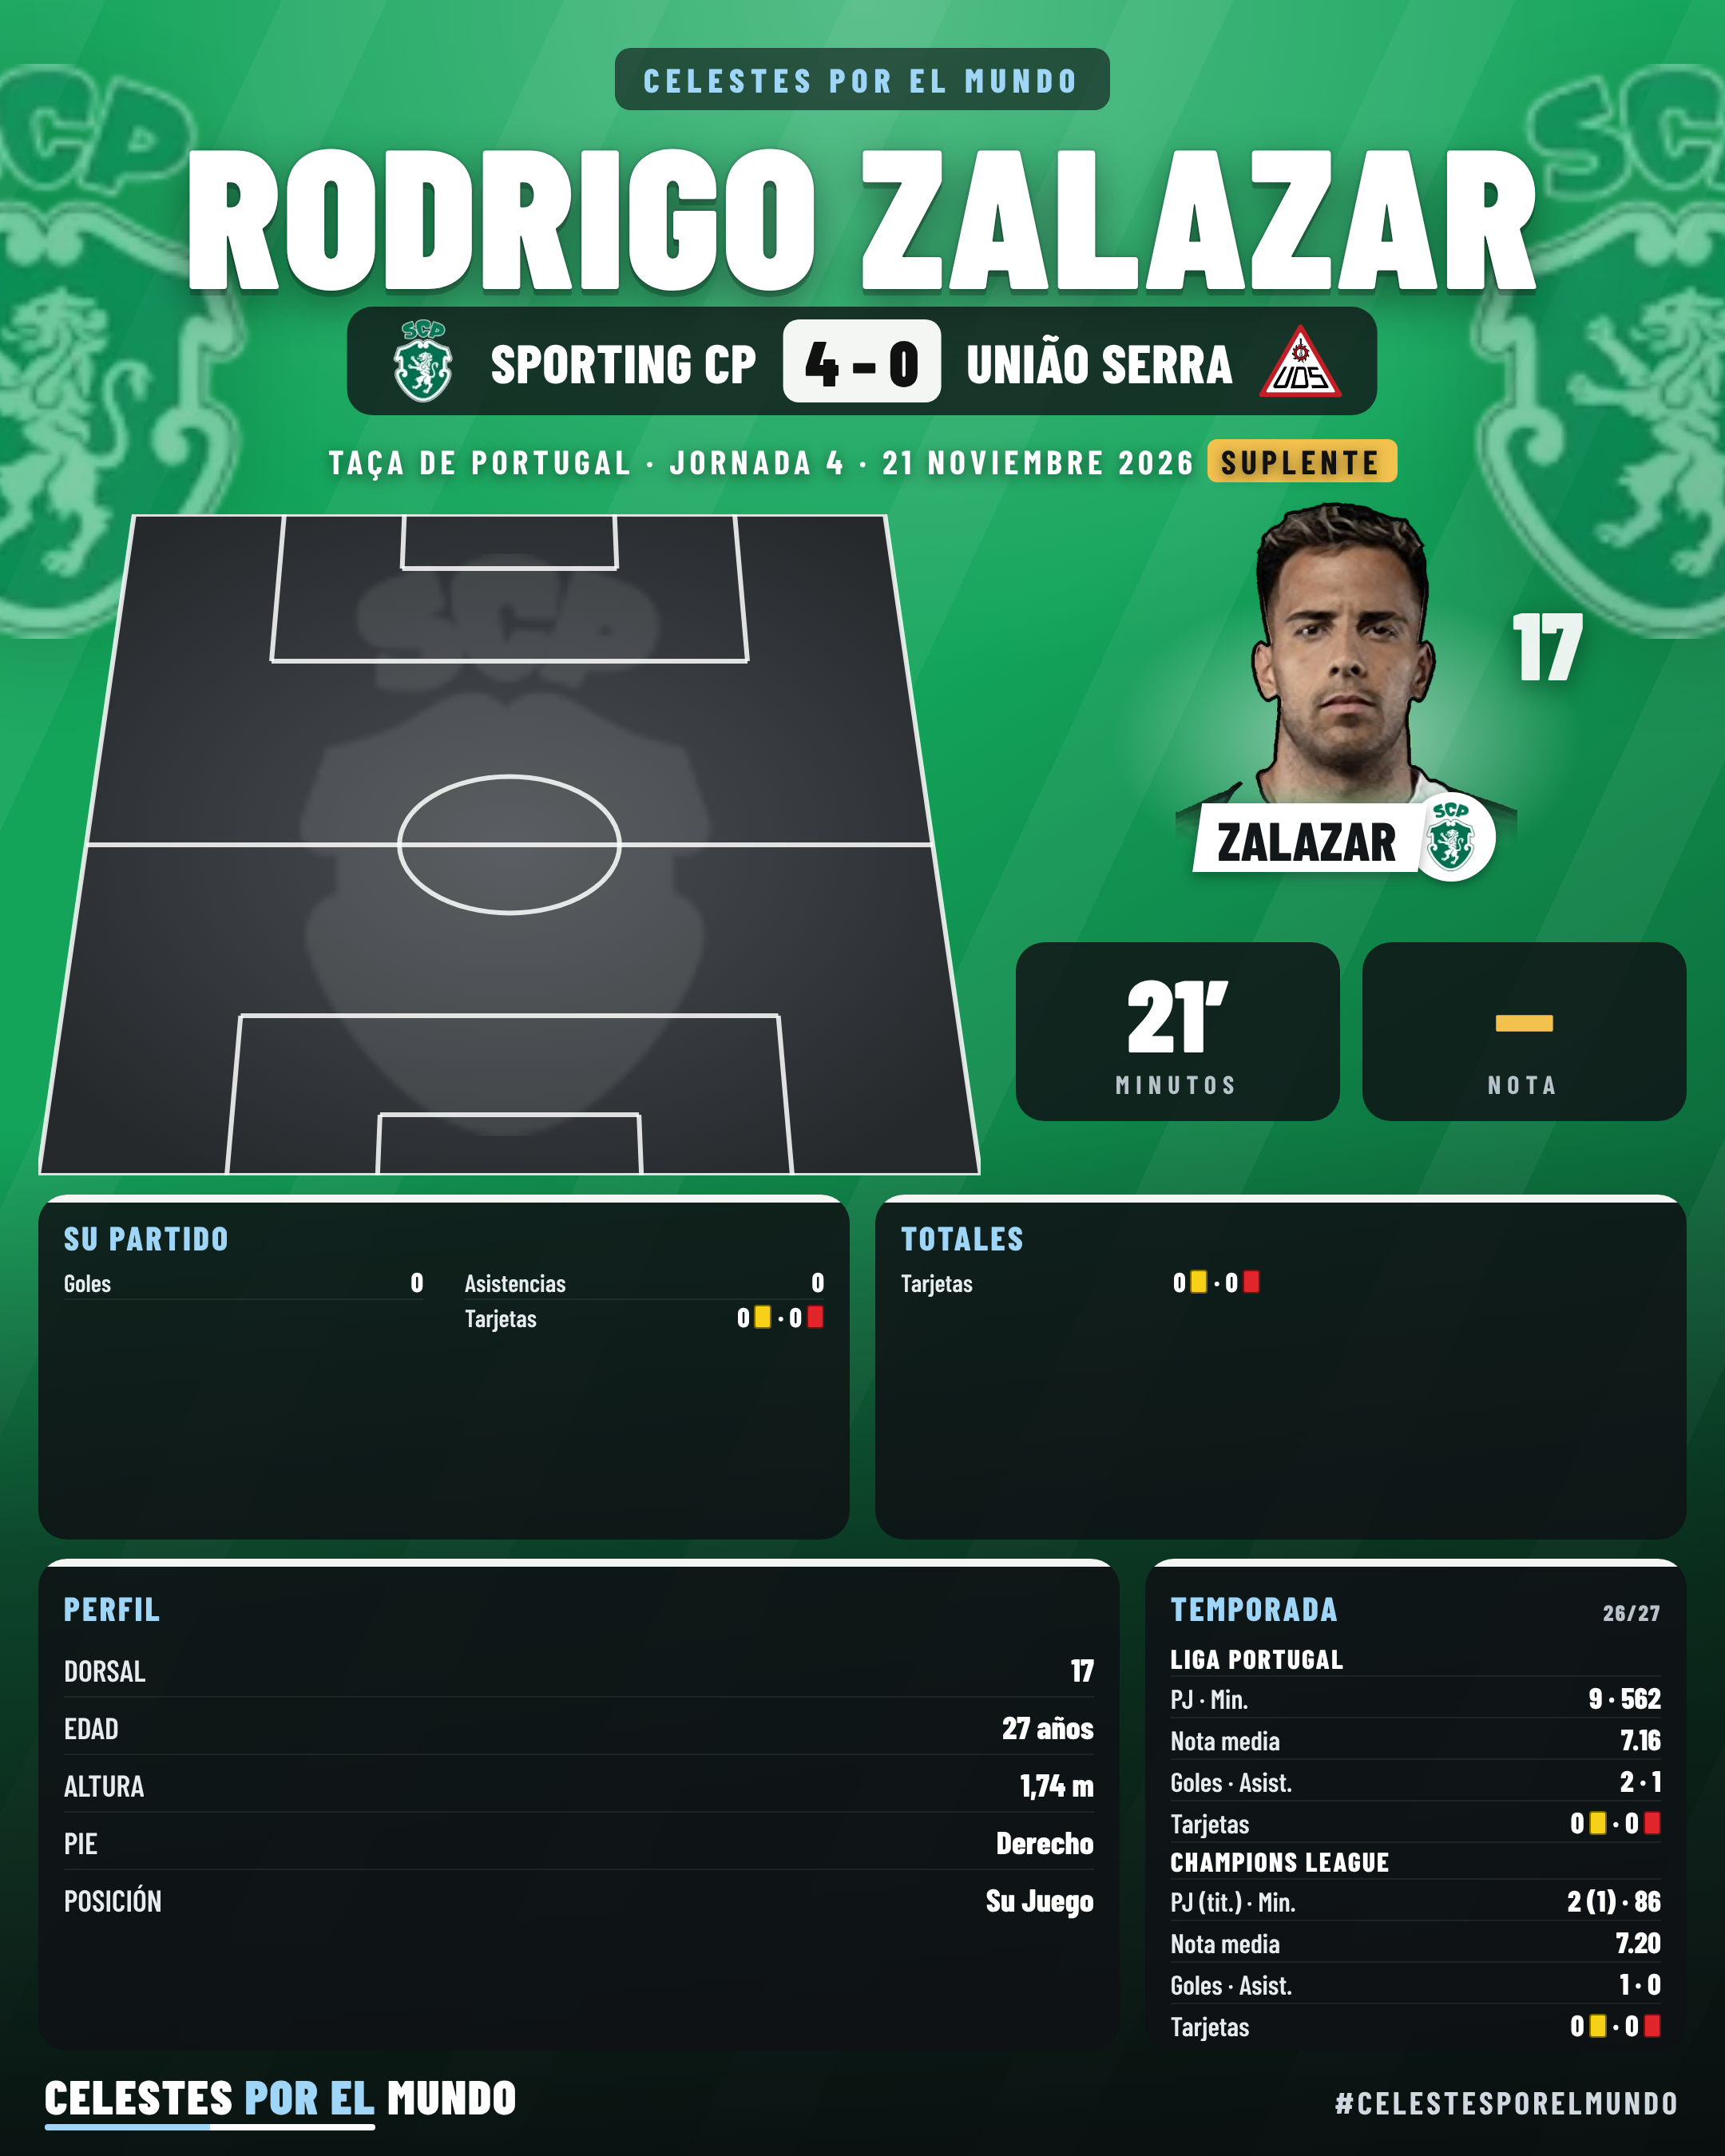 CELESTES POR EL MUNDO
RODRIGO ZALAZAR
SCP SPORTING CP 4 - 0 UNIÃO SERRA UDS
TAÇA DE PORTUGAL · JORNADA 4 · 21 NOVIEMBRE 2026 SUPLENTE
SCP
SCP
SCP
17
ZALAZAR SCP
21’
MINUTOS
–
NOTA
SU PARTIDO
Goles 0 Asistencias 0
Tarjetas 0 · 0
TOTALES
Tarjetas 0 · 0
PERFIL
DORSAL 17
EDAD 27 años
ALTURA 1,74 m
PIE Derecho
POSICIÓN Su Juego
TEMPORADA 26/27
LIGA PORTUGAL
PJ · Min. 9 · 562
Nota media 7.16
Goles · Asist. 2 · 1
Tarjetas 0 · 0
CHAMPIONS LEAGUE
PJ (tit.) · Min. 2 (1) · 86
Nota media 7.20
Goles · Asist. 1 · 0
Tarjetas 0 · 0
CELESTES POR EL MUNDO
#CELESTESPORELMUNDO